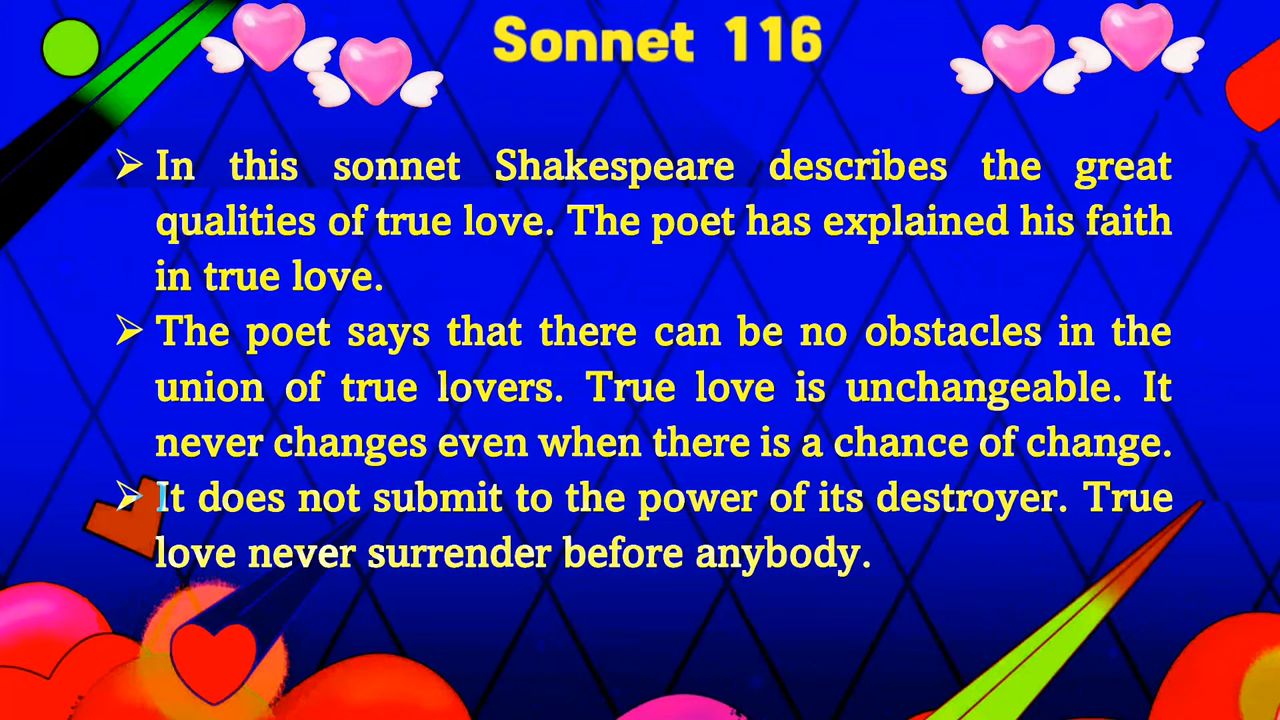 Sonnet 116
➢ In this sonnet Shakespeare describes the great
qualities of true love. The poet has explained his faith
in true love.
➢ The poet says that there can be no obstacles in the
union of true lovers. True love is unchangeable. It
never changes even when there is a chance of change.
➢ It does not submit to the power of its destroyer. True
love never surrender before anybody.